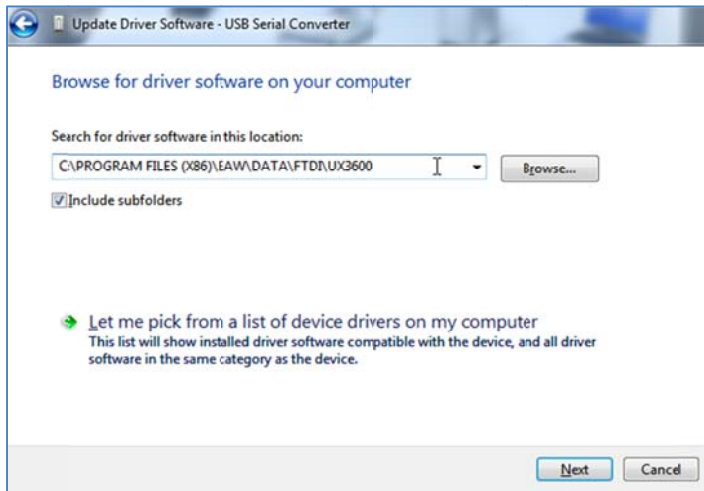 Update Driver Software - USB Serial Converter
Browse for driver software on your computer
Search for driver software in this location:
C:\PROGRAM FILES (X86)\EAW\DATA\FTDI\UX3600
Browse...
Include subfolders
Let me pick from a list of device drivers on my computer
This list will show installed driver software compatible with the device, and all driver
software in the same category as the device.
Next
Cancel